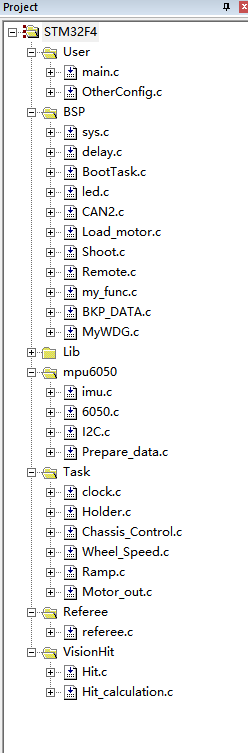 Project
STM32F4
User
main.c
OtherConfig.c
BSP
sys.c
delay.c
BootTask.c
led.c
CAN2.c
Load_motor.c
Shoot.c
Remote.c
my_func.c
BKP_DATA.c
MyWDG.c
Lib
mpu6050
imu.c
6050.c
I2C.c
Prepare_data.c
Task
clock.c
Holder.c
Chassis_Control.c
Wheel_Speed.c
Ramp.c
Motor_out.c
Referee
referee.c
VisionHit
Hit.c
Hit_calculation.c